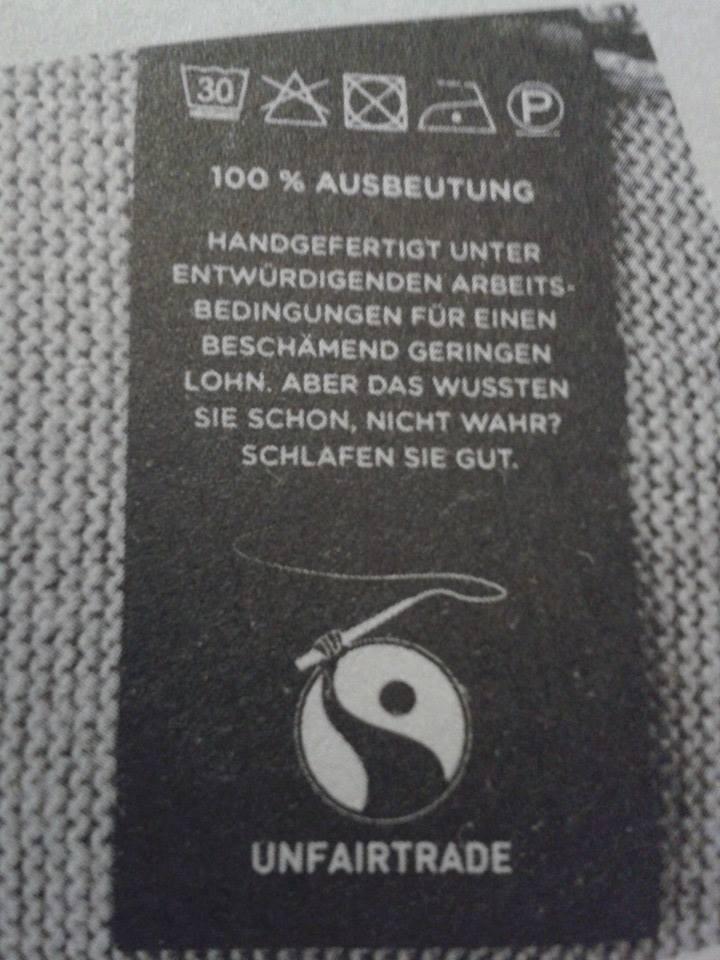 30 P
100 % AUSBEUTUNG
HANDGEFERTIGT UNTER
ENTWÜRDIGENDEN ARBEITS-
BEDINGUNGEN FÜR EINEN
BESCHÄMEND GERINGEN
LOHN. ABER DAS WUSSTEN
SIE SCHON, NICHT WAHR?
SCHLAFEN SIE GUT.
UNFAIRTRADE